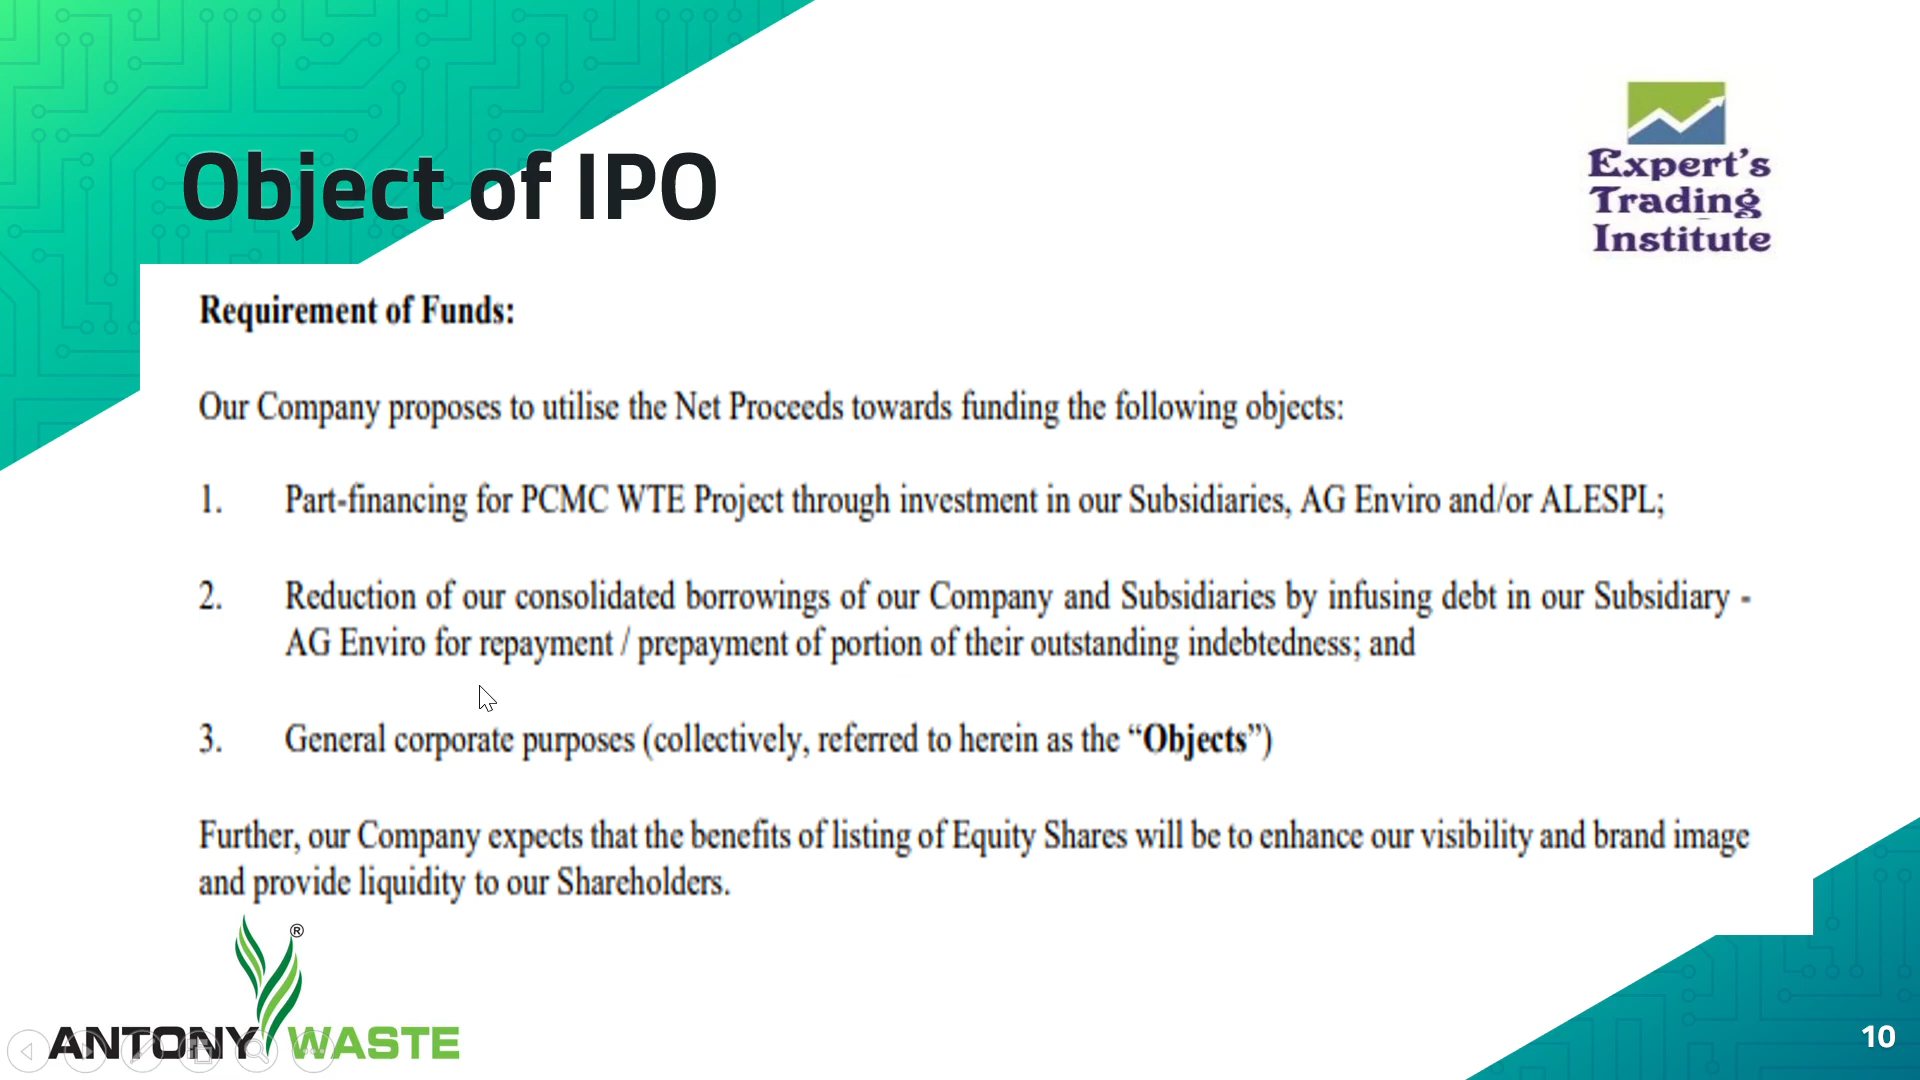 Object of IPO
Expert's
Trading
Institute
Requirement of Funds:
Our Company proposes to utilise the Net Proceeds towards funding the following objects:
1. Part-financing for PCMC WTE Project through investment in our Subsidiaries, AG Enviro and/or ALESPL;
2. Reduction of our consolidated borrowings of our Company and Subsidiaries by infusing debt in our Subsidiary -
AG Enviro for repayment / prepayment of portion of their outstanding indebtedness; and
3. General corporate purposes (collectively, referred to herein as the “Objects”)
Further, our Company expects that the benefits of listing of Equity Shares will be to enhance our visibility and brand image
and provide liquidity to our Shareholders.
®
ANTONY WASTE
10